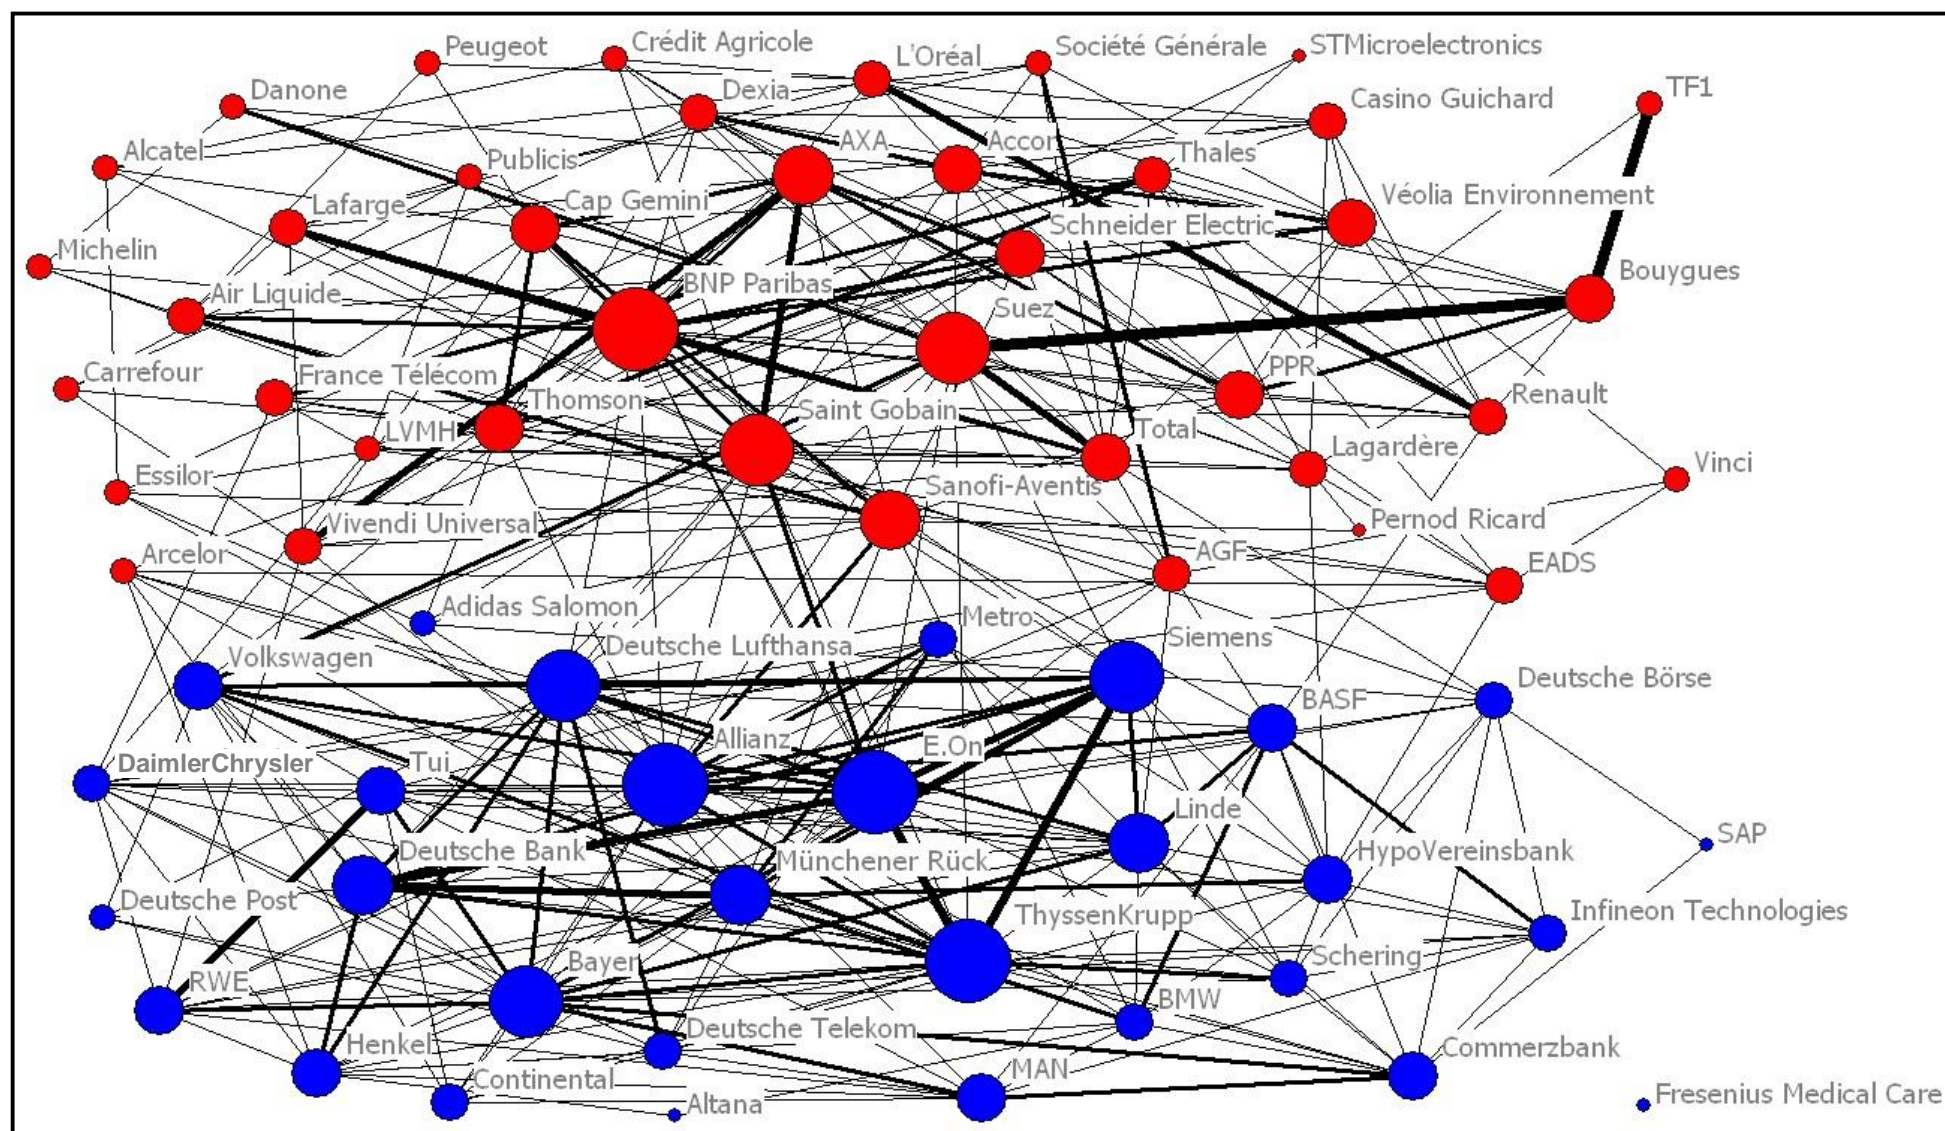 Peugeot
Crédit Agricole
L'Oréal
Société Générale
STMicroelectronics
Danone
Dexia
Casino Guichard
TF1
Alcatel
Publicis
AXA
Accor
Thales
Lafarge
Cap Gemini
Schneider Electric
Véolia Environnement
Michelin
Air Liquide
BNP Paribas
Suez
Bouygues
Carrefour
France Télécom
Thomson
Saint Gobain
PPR
Renault
LVMH
Total
Lagardère
Vinci
Essilor
Sanofi-Aventis
Vivendi Universal
Pernod Ricard
Arcelor
AGF
EADS
Adidas Salomon
Metro
Volkswagen
Deutsche Lufthansa
Siemens
Deutsche Börse
BASF
DaimlerChrysler
Tui
Allianz
E.On
Linde
SAP
Deutsche Bank
Münchener Rück
HypoVereinsbank
Deutsche Post
ThyssenKrupp
Infineon Technologies
RWE
Bayer
Schering
BMW
Henkel
Deutsche Telekom
Commerzbank
Continental
MAN
Altana
Fresenius Medical Care